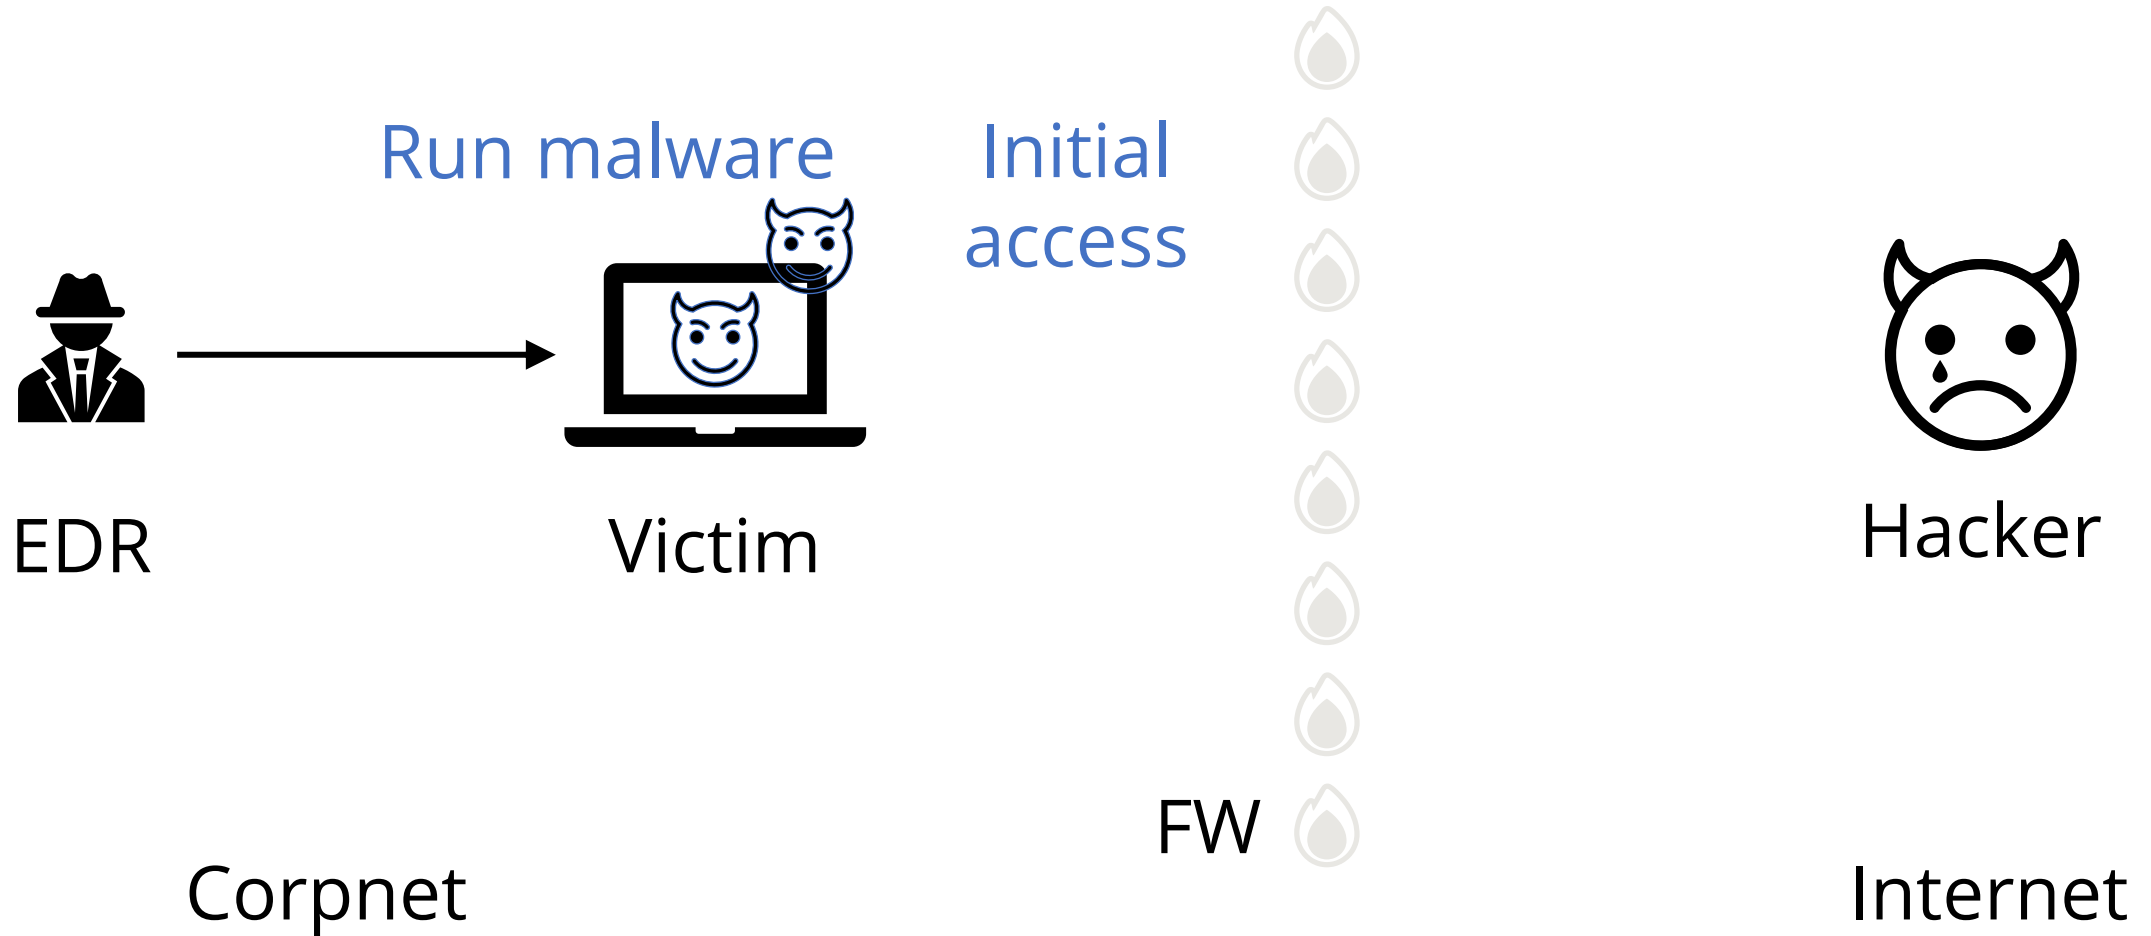 Run malware
Initial
access
EDR
Victim
Hacker
FW
Corpnet
Internet